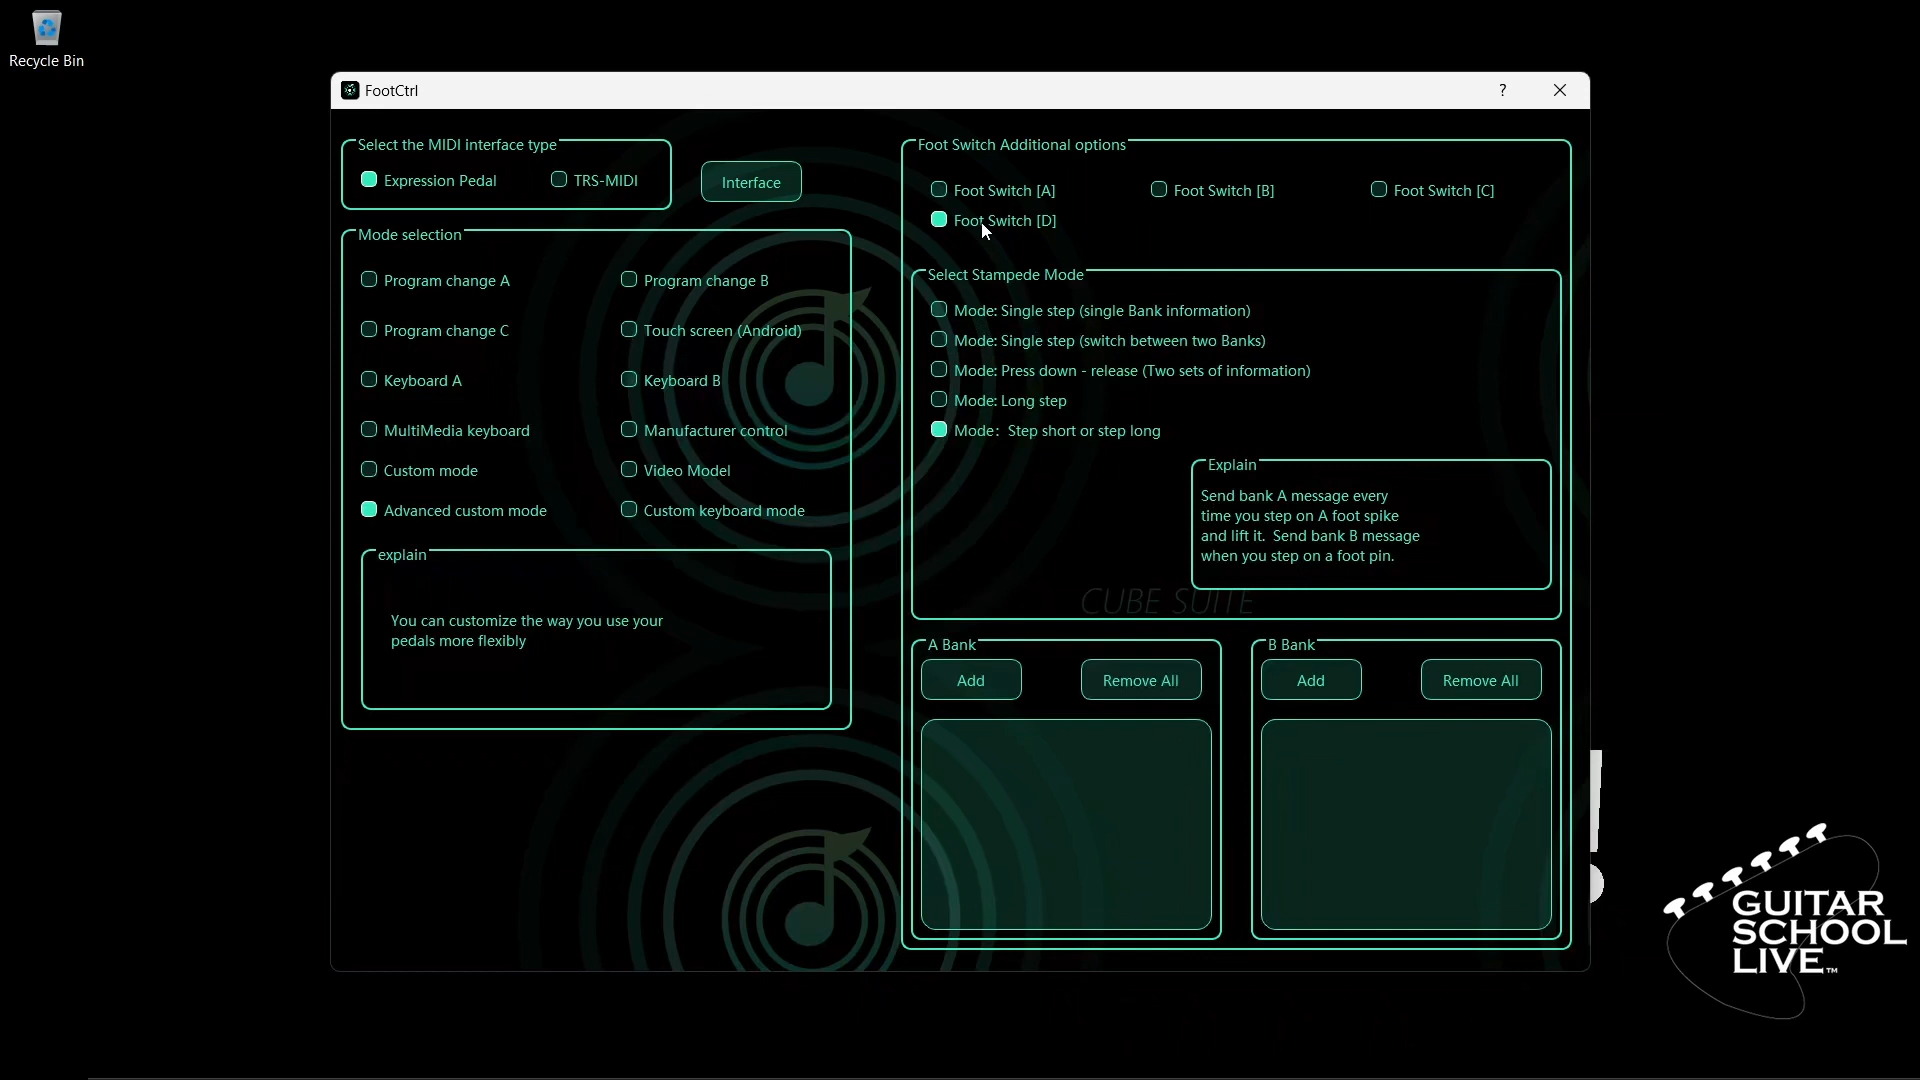 Recycle Bin
FootCtrl
?
Select the MIDI interface type
Expression Pedal
TRS-MIDI
Interface
Mode selection
Program change A
Program change B
Program change C
Touch screen (Android)
Keyboard A
Keyboard B
MultiMedia keyboard
Manufacturer control
Custom mode
Video Model
Advanced custom mode
Custom keyboard mode
explain
You can customize the way you use your
pedals more flexibly
Foot Switch Additional options
Foot Switch [A]
Foot Switch [B]
Foot Switch [C]
Foot Switch [D]
Select Stampede Mode
Mode: Single step (single Bank information)
Mode: Single step (switch between two Banks)
Mode: Press down - release (Two sets of information)
Mode: Long step
Mode：Step short or step long
Explain
Send bank A message every
time you step on A foot spike
and lift it. Send bank B message
when you step on a foot pin.
CUBE SUITE
A Bank
Add
Remove All
B Bank
Add
Remove All
!
GUITAR
SCHOOL
LIVE™